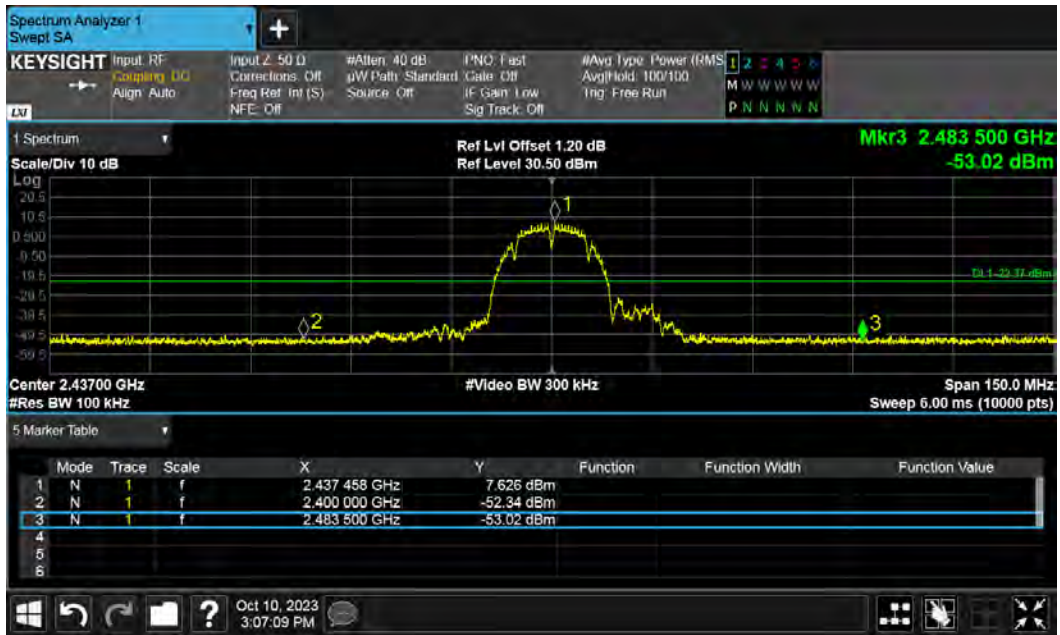 Spectrum Analyzer 1
Swept SA
+
KEYSIGHT
Input: RF
Coupling: DC
Align: Auto
Input Z: 50 Ω
Corrections: Off
Freq Ref: Int (S)
NFE: Off
#Atten: 40 dB
µW Path: Standard
Source: Off
PNO: Fast
Gate: Off
IF Gain: Low
Sig Track: Off
#Avg Type: Power (RMS
Avg|Hold: 100/100
Trig: Free Run
1 2 3 4 5 6
M W W W W W
P N N N N N
LXI
1 Spectrum
Scale/Div 10 dB
Ref Lvl Offset 1.20 dB
Ref Level 30.50 dBm
Mkr3 2.483 500 GHz
-53.02 dBm
Log
20.5
10.5
0.500
-9.50
-19.5
-29.5
-39.5
-49.5
-59.5
1
2
3
DL1 -22.37 dBm
Center 2.43700 GHz
#Video BW 300 kHz
Span 150.0 MHz
#Res BW 100 kHz
Sweep 6.00 ms (10000 pts)
5 Marker Table
Mode Trace Scale X Y Function Function Width Function Value
1 N 1 f 2.437 458 GHz 7.626 dBm
2 N 1 f 2.400 000 GHz -52.34 dBm
3 N 1 f 2.483 500 GHz -53.02 dBm
4
5
6
?
Oct 10, 2023
3:07:09 PM